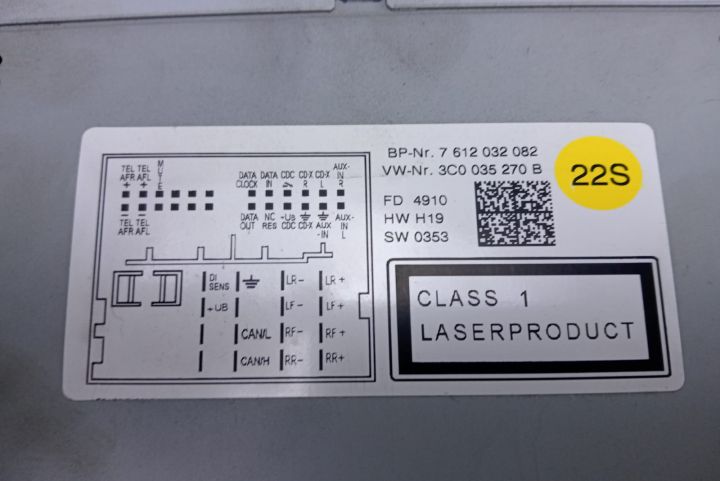 BP-Nr. 7 612 032 082
VW-Nr. 3C0 035 270 B
22S
FD 4910
HW H19
SW 0353
CLASS 1
LASERPRODUCT
TEL TEL MUTE
AFR AFL
+ +
DATA DATA CDC CD-X CD-X AUX-IN
CLOCK IN R L R
− −
TEL TEL
AFR AFL
DATA NC +UB AUX AUX-IN
OUT RES CDC CD-X -IN L
DI SENS LR− LR+
+UB LF− LF+
CAN/L RF− RF+
CAN/H RR− RR+